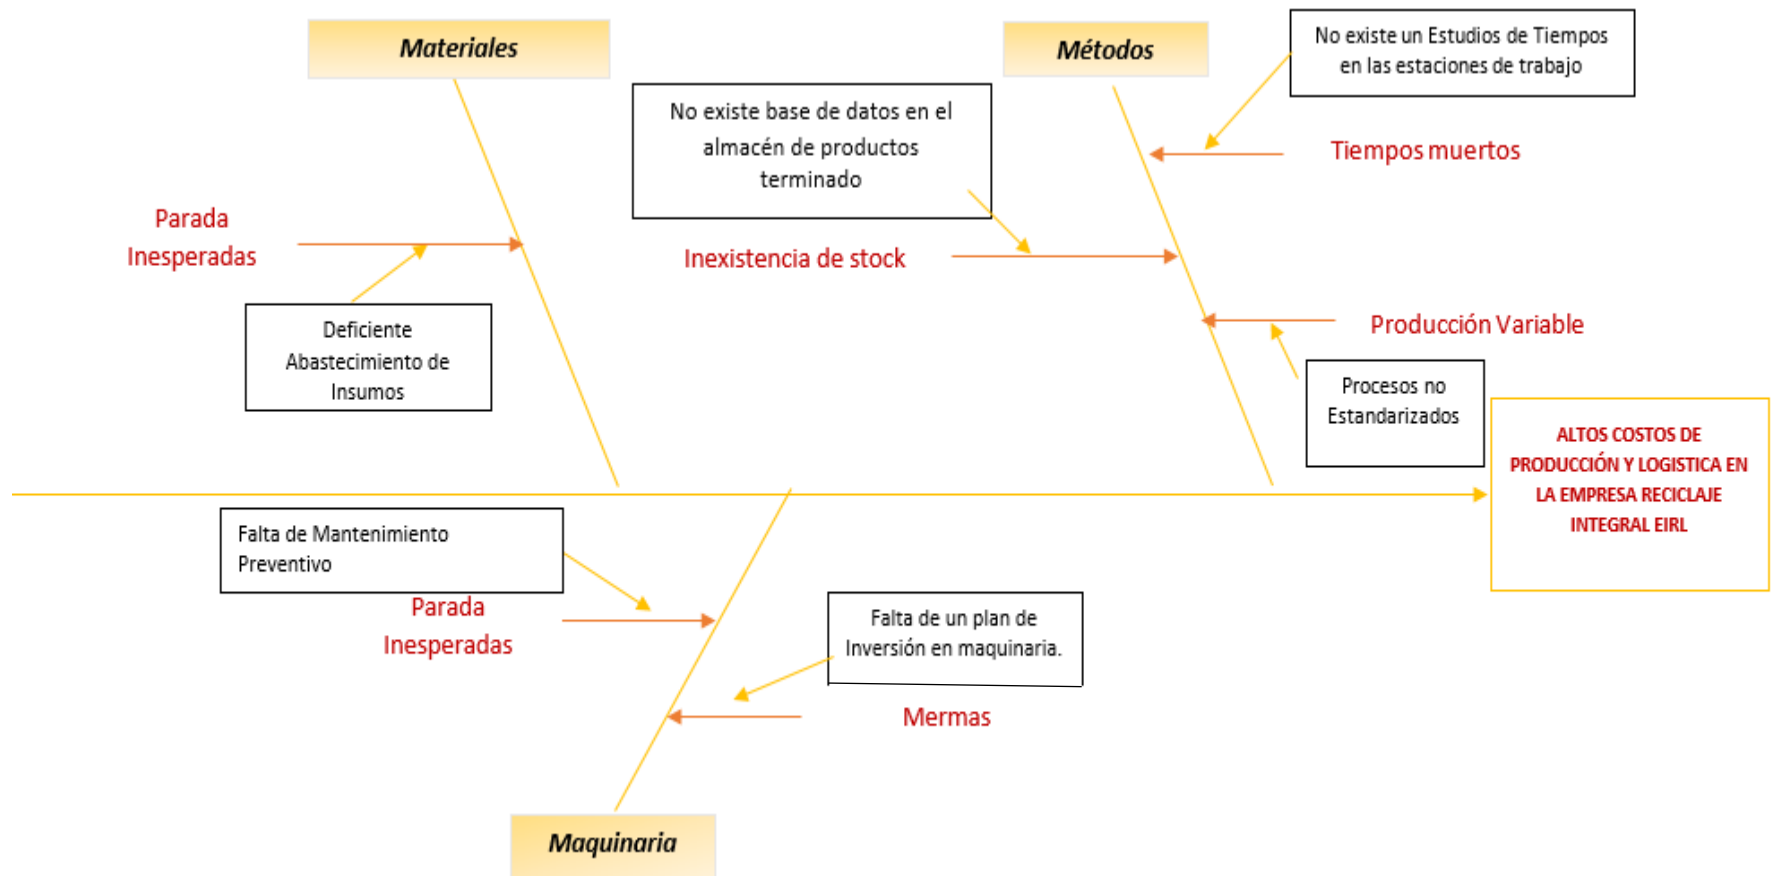 Materiales
Métodos
No existe un Estudios de Tiempos
en las estaciones de trabajo
No existe base de datos en el
almacén de productos
terminado
Tiempos muertos
Parada
Inesperadas
Inexistencia de stock
Deficiente
Abastecimiento de
Insumos
Producción Variable
Procesos no
Estandarizados
ALTOS COSTOS DE
PRODUCCIÓN Y LOGISTICA EN
LA EMPRESA RECICLAJE
INTEGRAL EIRL
Falta de Mantenimiento
Preventivo
Parada
Inesperadas
Falta de un plan de
Inversión en maquinaria.
Mermas
Maquinaria